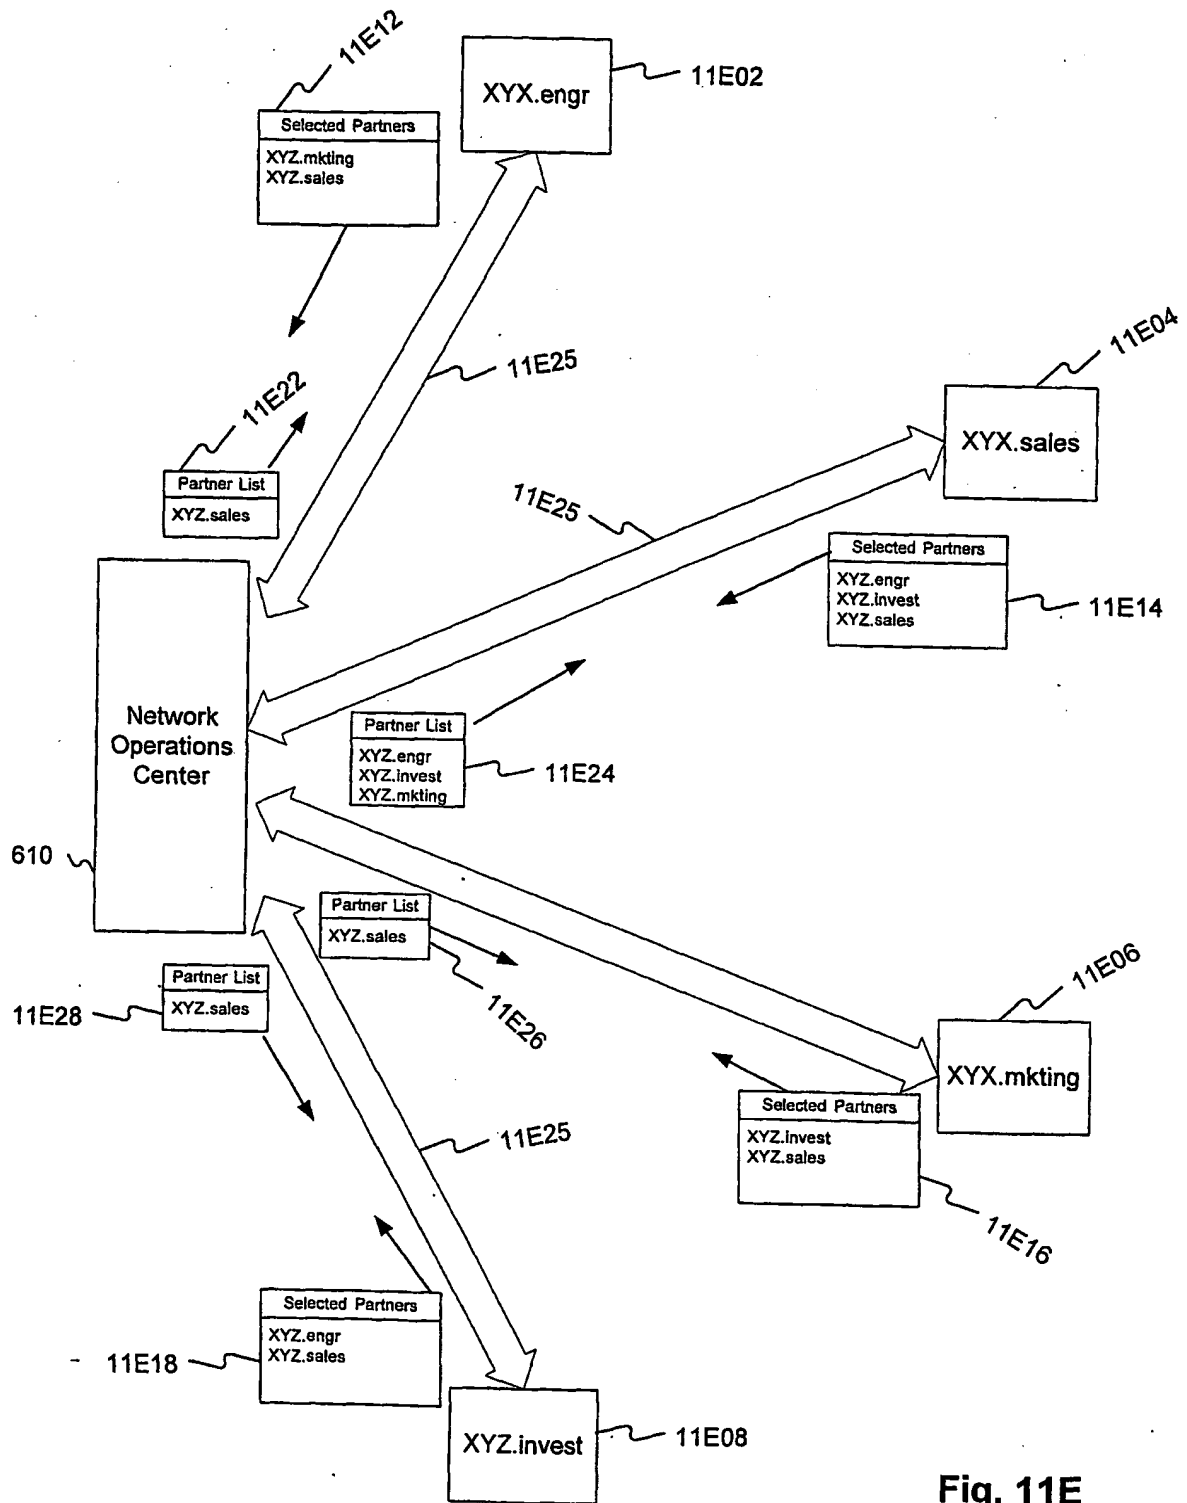 11E12
XYX.engr
11E02
Selected Partners
XYZ.mkting
XYZ.sales
11E25
11E22
Partner List
XYZ.sales
11E04
XYX.sales
11E25
Selected Partners
XYZ.engr
XYZ.invest
XYZ.sales
11E14
Network
Operations
Center
610
Partner List
XYZ.engr
XYZ.invest
XYZ.mkting
11E24
Partner List
XYZ.sales
11E26
Partner List
XYZ.sales
11E28
11E06
XYX.mkting
Selected Partners
XYZ.invest
XYZ.sales
11E16
11E25
Selected Partners
XYZ.engr
XYZ.sales
11E18
XYZ.invest
11E08
Fig. 11E